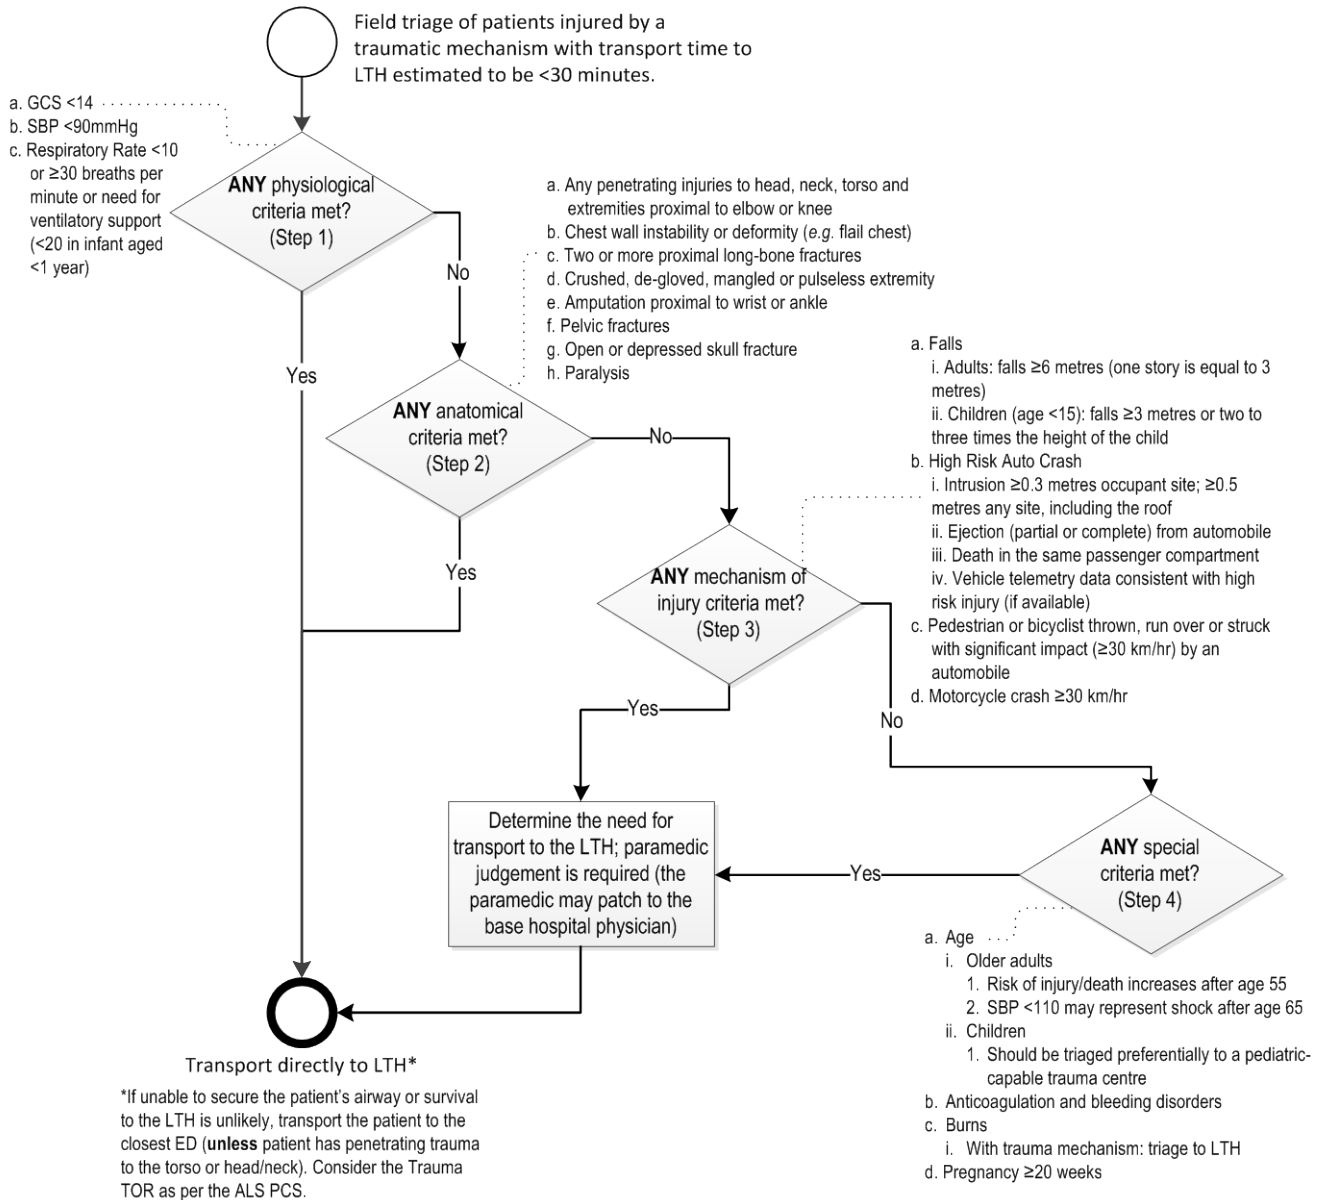 Field triage of patients injured by a
traumatic mechanism with transport time to
LTH estimated to be <30 minutes.
a. GCS <14
b. SBP <90mmHg
c. Respiratory Rate <10
or ≥30 breaths per
minute or need for
ventilatory support
(<20 in infant aged
<1 year)
ANY physiological
criteria met?
(Step 1)
No
Yes
a. Any penetrating injuries to head, neck, torso and
extremities proximal to elbow or knee
b. Chest wall instability or deformity (e.g. flail chest)
c. Two or more proximal long-bone fractures
d. Crushed, de-gloved, mangled or pulseless extremity
e. Amputation proximal to wrist or ankle
f. Pelvic fractures
g. Open or depressed skull fracture
h. Paralysis
ANY anatomical
criteria met?
(Step 2)
No
Yes
a. Falls
i. Adults: falls ≥6 metres (one story is equal to 3
metres)
ii. Children (age <15): falls ≥3 metres or two to
three times the height of the child
b. High Risk Auto Crash
i. Intrusion ≥0.3 metres occupant site; ≥0.5
metres any site, including the roof
ii. Ejection (partial or complete) from automobile
iii. Death in the same passenger compartment
iv. Vehicle telemetry data consistent with high
risk injury (if available)
c. Pedestrian or bicyclist thrown, run over or struck
with significant impact (≥30 km/hr) by an
automobile
d. Motorcycle crash ≥30 km/hr
ANY mechanism of
injury criteria met?
(Step 3)
Yes
No
Determine the need for
transport to the LTH; paramedic
judgement is required (the
paramedic may patch to the
base hospital physician)
Yes
ANY special
criteria met?
(Step 4)
a. Age
i. Older adults
1. Risk of injury/death increases after age 55
2. SBP <110 may represent shock after age 65
ii. Children
1. Should be triaged preferentially to a pediatric-
capable trauma centre
b. Anticoagulation and bleeding disorders
c. Burns
i. With trauma mechanism: triage to LTH
d. Pregnancy ≥20 weeks
Transport directly to LTH*
*If unable to secure the patient's airway or survival
to the LTH is unlikely, transport the patient to the
closest ED (unless patient has penetrating trauma
to the torso or head/neck). Consider the Trauma
TOR as per the ALS PCS.